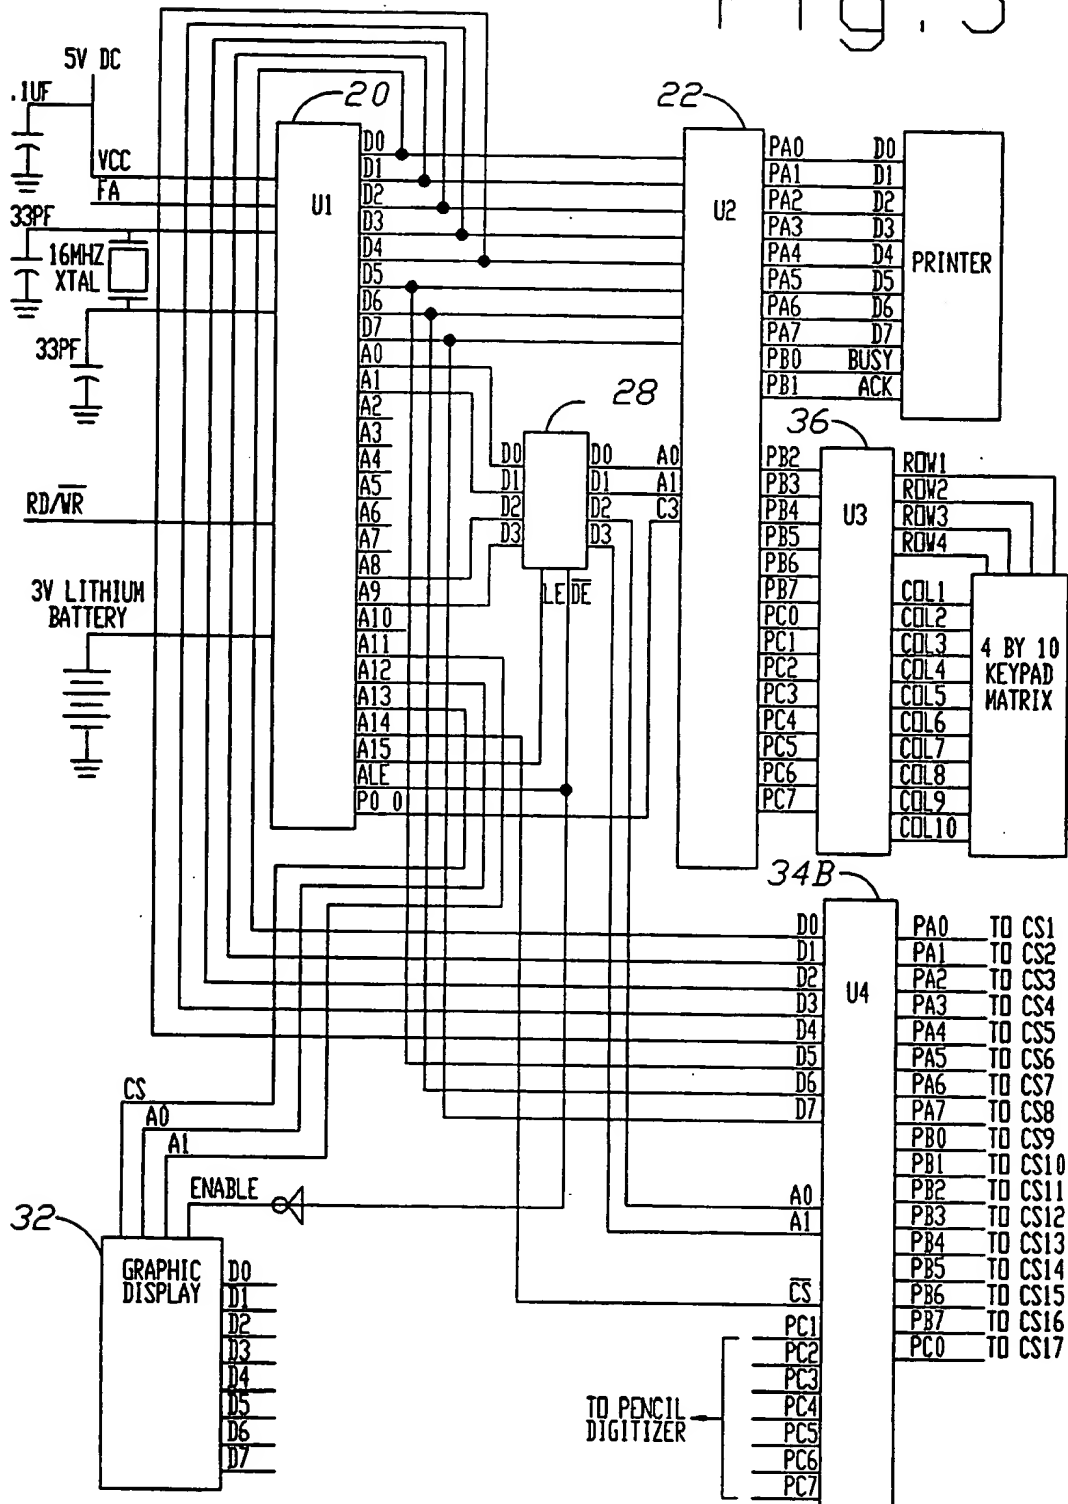 Fig. 3
5V DC
.1UF
VCC
FA
33PF
16MHZ
XTAL
33PF
RD/WR
3V LITHIUM
BATTERY
20
U1
D0
D1
D2
D3
D4
D5
D6
D7
A0
A1
A2
A3
A4
A5
A6
A7
A8
A9
A10
A11
A12
A13
A14
A15
ALE
P0 0
28
D0
D1
D2
D3
D0
D1
D2
D3
LE
DE
22
U2
A0
A1
C3
PA0
PA1
PA2
PA3
PA4
PA5
PA6
PA7
PB0
PB1
D0
D1
D2
D3
D4
D5
D6
D7
BUSY
ACK
PRINTER
PB2
PB3
PB4
PB5
PB6
PB7
PC0
PC1
PC2
PC3
PC4
PC5
PC6
PC7
36
U3
ROW1
ROW2
ROW3
ROW4
COL1
COL2
COL3
COL4
COL5
COL6
COL7
COL8
COL9
COL10
4 BY 10
KEYPAD
MATRIX
34B
U4
D0
D1
D2
D3
D4
D5
D6
D7
A0
A1
CS
PC1
PC2
PC3
PC4
PC5
PC6
PC7
TO PENCIL
DIGITIZER
PA0 TO CS1
PA1 TO CS2
PA2 TO CS3
PA3 TO CS4
PA4 TO CS5
PA5 TO CS6
PA6 TO CS7
PA7 TO CS8
PB0 TO CS9
PB1 TO CS10
PB2 TO CS11
PB3 TO CS12
PB4 TO CS13
PB5 TO CS14
PB6 TO CS15
PB7 TO CS16
PC0 TO CS17
CS
A0
A1
ENABLE
32
GRAPHIC
DISPLAY
D0
D1
D2
D3
D4
D5
D6
D7